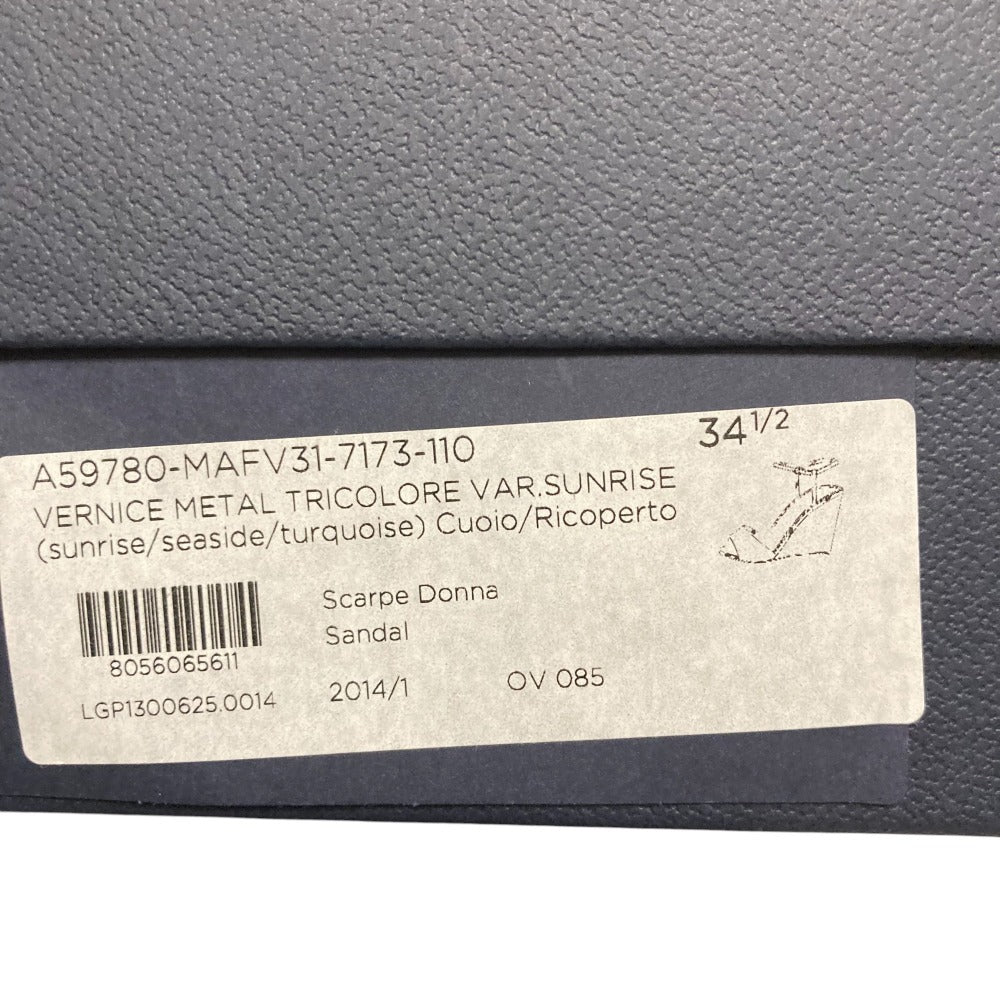 A59780-MAFV31-7173-110
34 1/2
VERNICE METAL TRICOLORE VAR.SUNRISE
(sunrise/seaside/turquoise) Cuoio/Ricoperto
Scarpe Donna
Sandal
8056065611
LGP1300625.0014
2014/1
OV 085